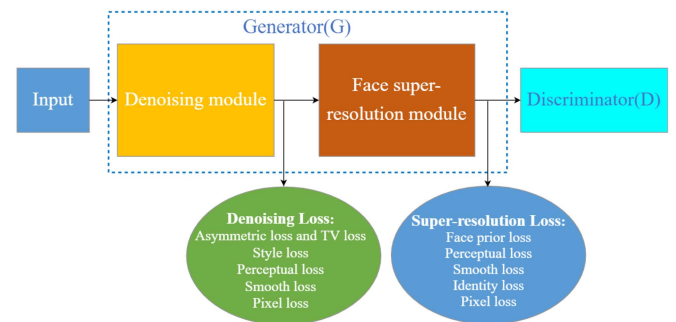 Generator(G)
Input
Denoising module
Face super-
resolution module
Discriminator(D)
Denoising Loss:
Asymmetric loss and TV loss
Style loss
Perceptual loss
Smooth loss
Pixel loss
Super-resolution Loss:
Face prior loss
Perceptual loss
Smooth loss
Identity loss
Pixel loss